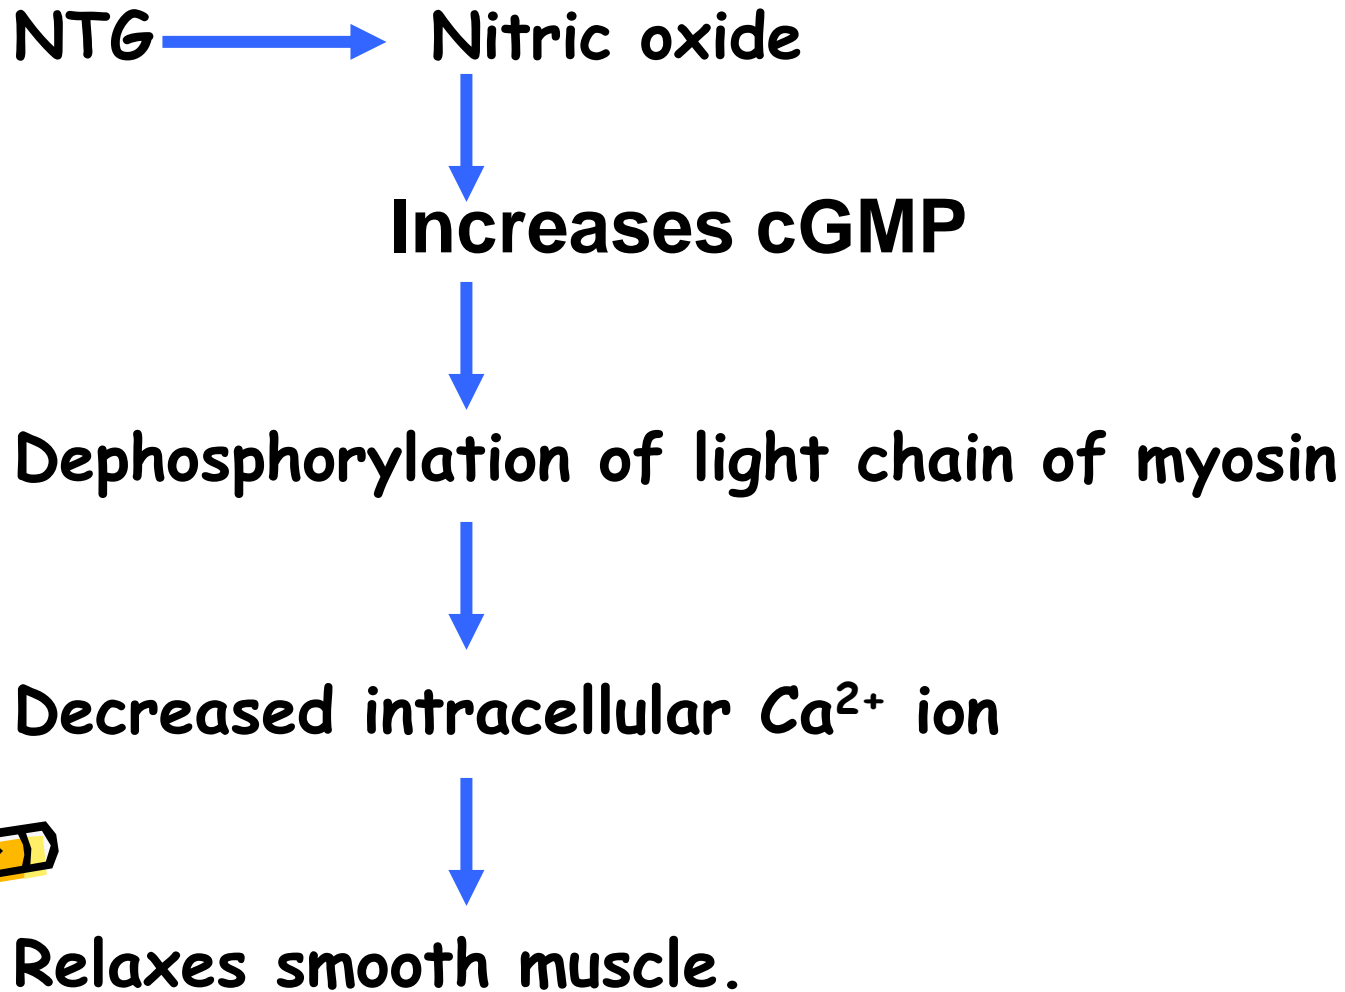 NTG Nitric oxide
Increases cGMP
Dephosphorylation of light chain of myosin
Decreased intracellular Ca²⁺ ion
Relaxes smooth muscle.